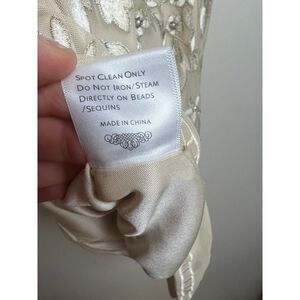 Spot Clean Only
Do Not Iron/Steam
Directly on Beads
/Sequins
Made in China